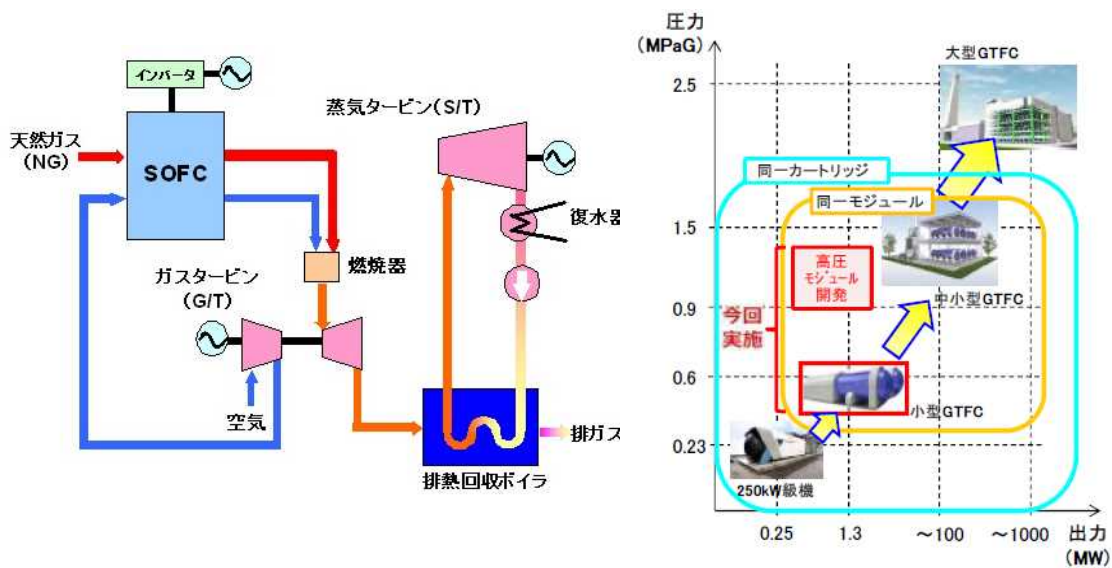 インバータ
天然ガス
(NG)
SOFC
蒸気タービン(S/T)
復水器
燃焼器
ガスタービン
(G/T)
空気
排ガス
排熱回収ボイラ
圧力
(MPaG)
大型GTFC
2.5
同一カートリッジ
同一モジュール
1.5
高圧
モジュール
開発
0.9
中小型GTFC
今回
実施
0.6
小型GTFC
0.23
250kW級機
0.25
1.3
～100
～1000
出力
(MW)